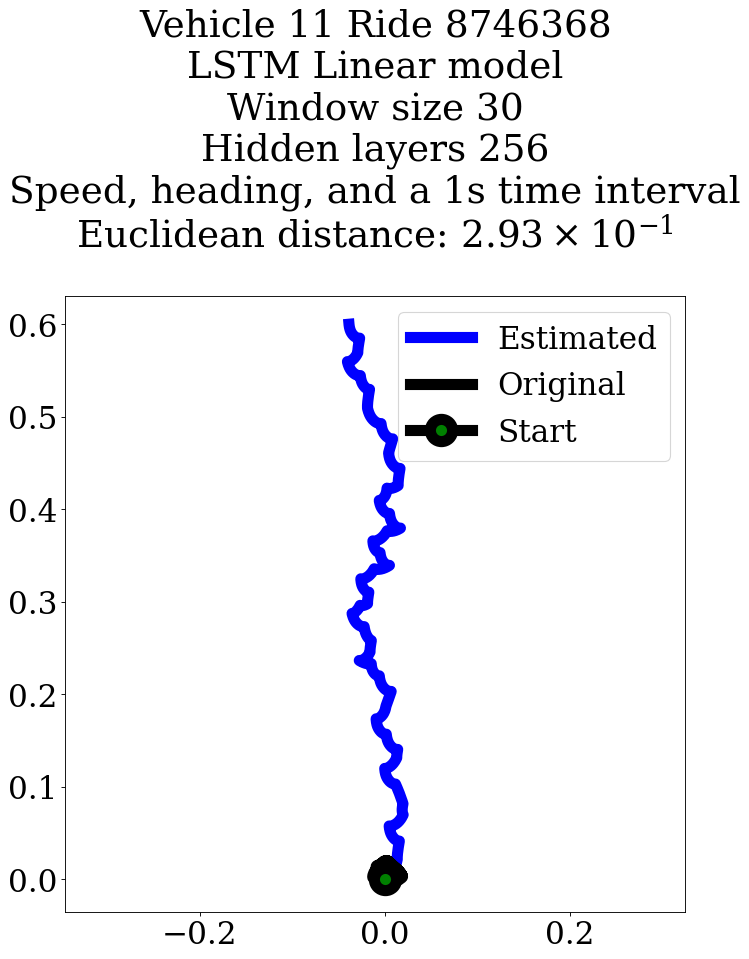 Vehicle 11 Ride 8746368
LSTM Linear model
Window size 30
Hidden layers 256
Speed, heading, and a 1s time interval
Euclidean distance: 2.93 × 10⁻¹
Estimated
Original
Start
0.6
0.5
0.4
0.3
0.2
0.1
0.0
−0.2 0.0 0.2